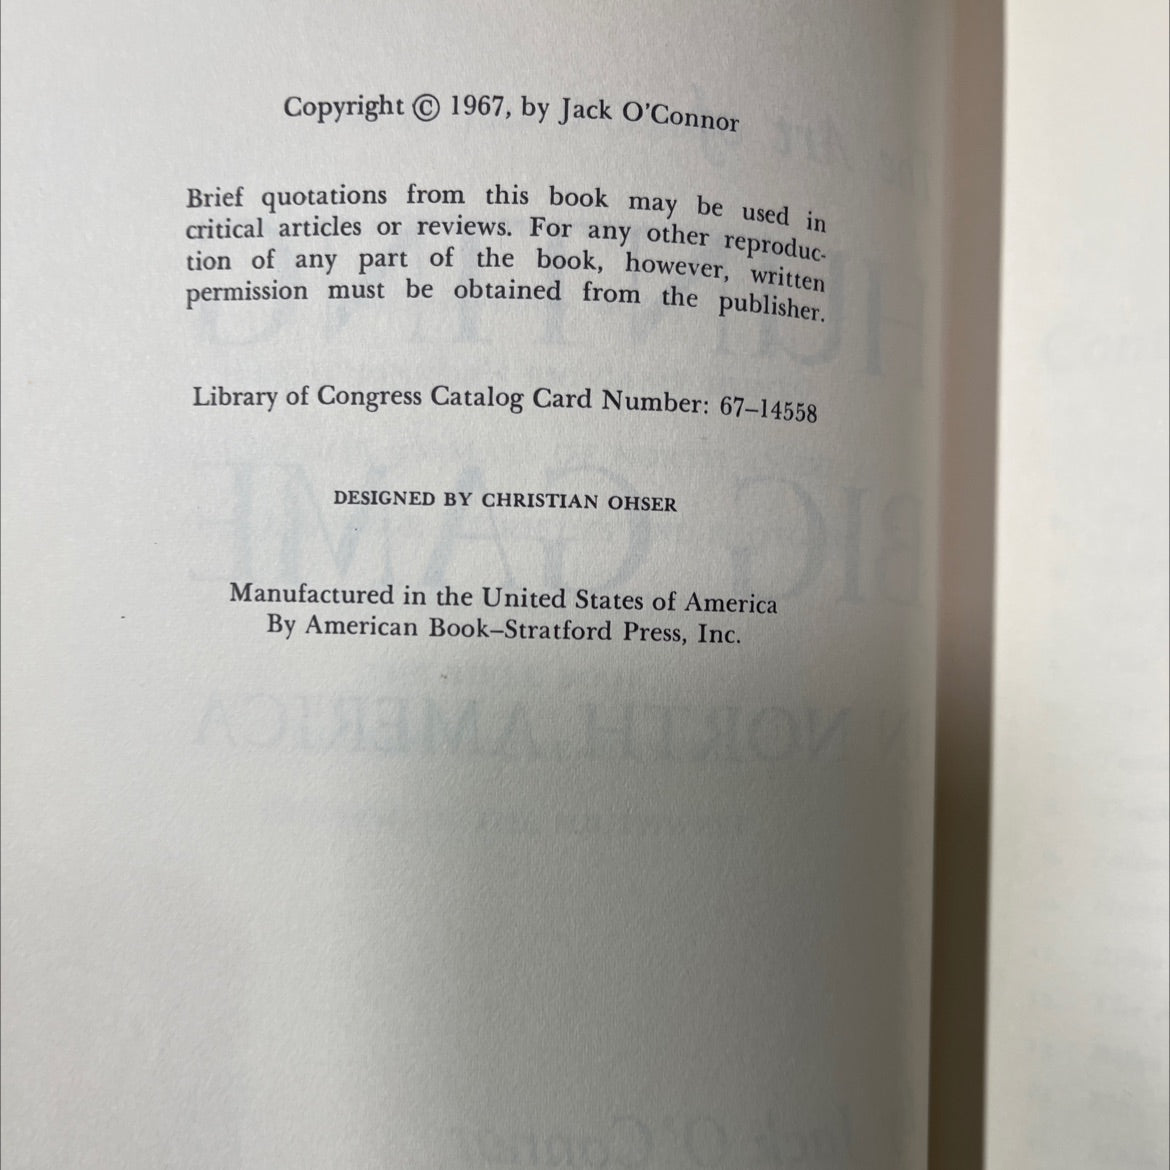 Copyright © 1967, by Jack O'Connor
Brief quotations from this book may be used in
critical articles or reviews. For any other reproduc-
tion of any part of the book, however, written
permission must be obtained from the publisher.
Library of Congress Catalog Card Number: 67–14558
DESIGNED BY CHRISTIAN OHSER
Manufactured in the United States of America
By American Book–Stratford Press, Inc.